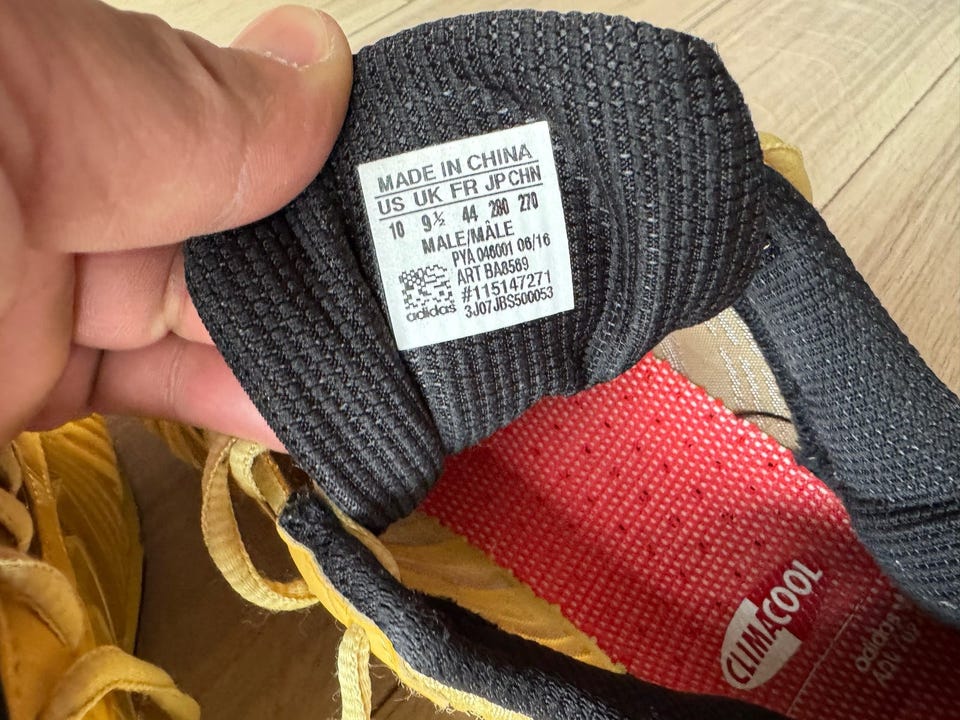 MADE IN CHINA
US UK FR JP CHN
10 9½ 44 280 270
MALE/MÂLE
PYA 046001 06/16
ART BA8589
#115147271
3J07JBS500053
adidas
CLIMACOOL
adidas